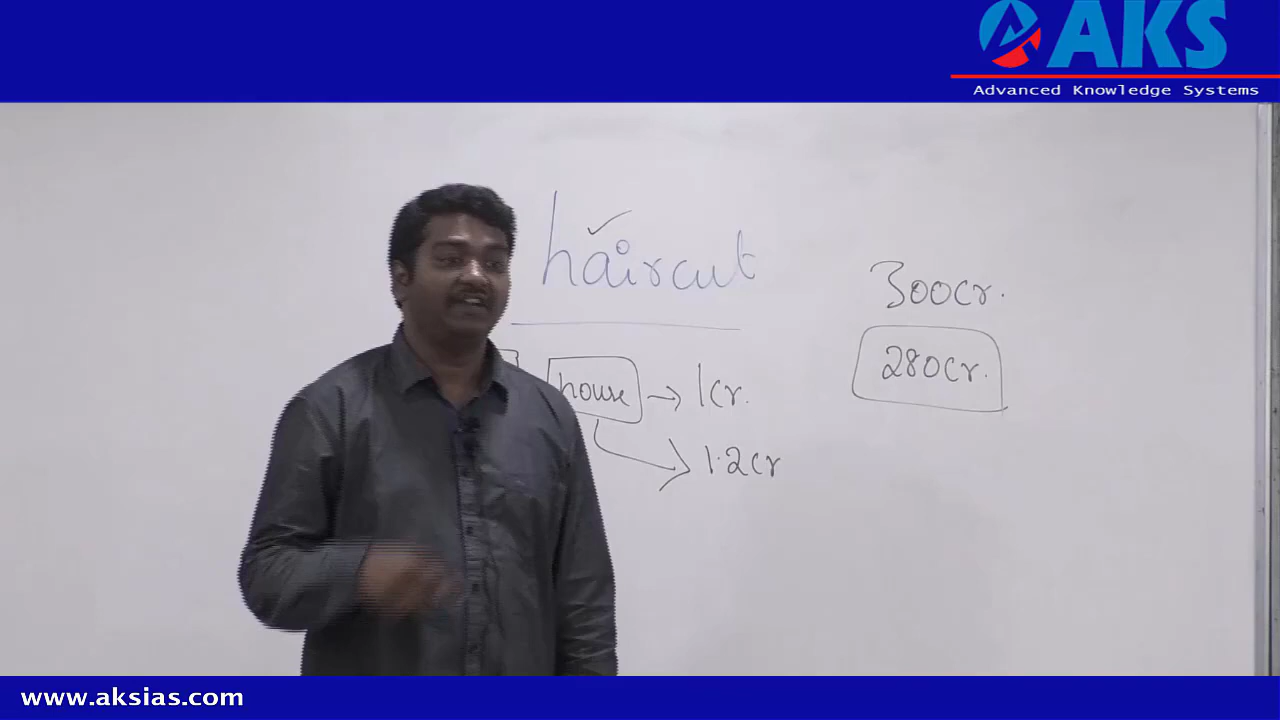 AKS
Advanced Knowledge Systems
haircut
300cr.
280cr.
house → 1cr.
1.2cr
www.aksias.com